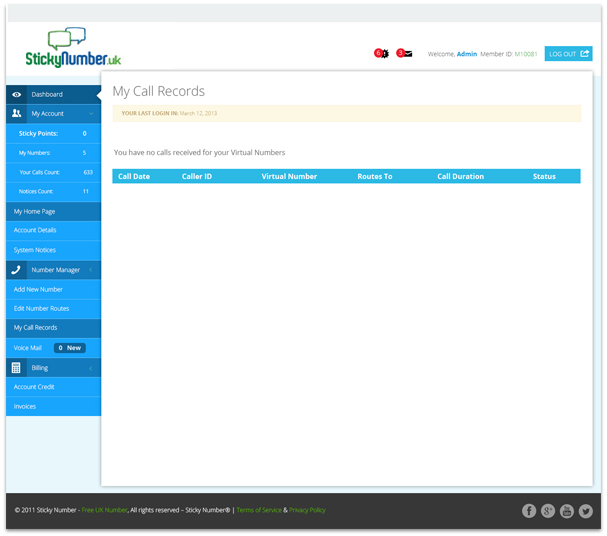 StickyNumber.uk
6 3 Welcome, Admin Member ID: M10081 LOG OUT
Dashboard
My Account
Sticky Points: 0
My Numbers: 5
Your Calls Count: 633
Notices Count: 11
My Home Page
Account Details
System Notices
Number Manager
Add New Number
Edit Number Routes
My Call Records
Voice Mail 0 New
Billing
Account Credit
Invoices
My Call Records
YOUR LAST LOGIN IN: March 12, 2013
You have no calls received for your Virtual Numbers
Call Date Caller ID Virtual Number Routes To Call Duration Status
© 2011 Sticky Number - Free UK Number, All rights reserved – Sticky Number® | Terms of Service & Privacy Policy